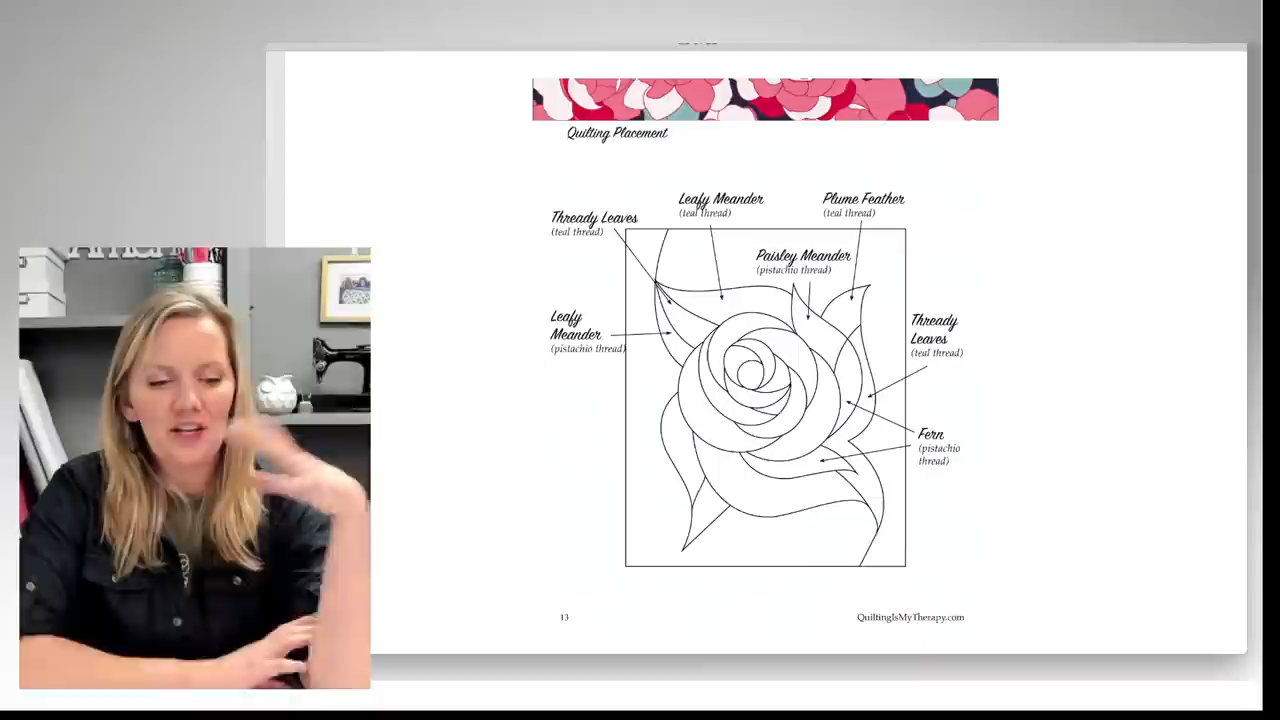 Quilting Placement
Leafy Meander
(teal thread)
Plume Feather
(teal thread)
Thready Leaves
(teal thread)
Paisley Meander
(pistachio thread)
Leafy
Meander
(pistachio thread)
Thready
Leaves
(teal thread)
Fern
(pistachio
thread)
13
QuiltingIsMyTherapy.com